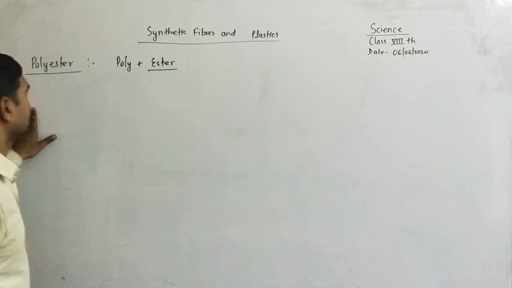 Synthetic Fibres and Plastics
Science
Class VIII th
Date- 06/06/2020
Polyester :- Poly + Ester